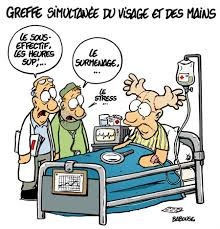 GREFFE SIMULTANÉE DU VISAGE ET DES MAINS
LE SOUS-
EFFECTIF,
LES HEURES
SUP',...
LE
SURMENAGE,
...
LE
STRESS
...
BABOUSE